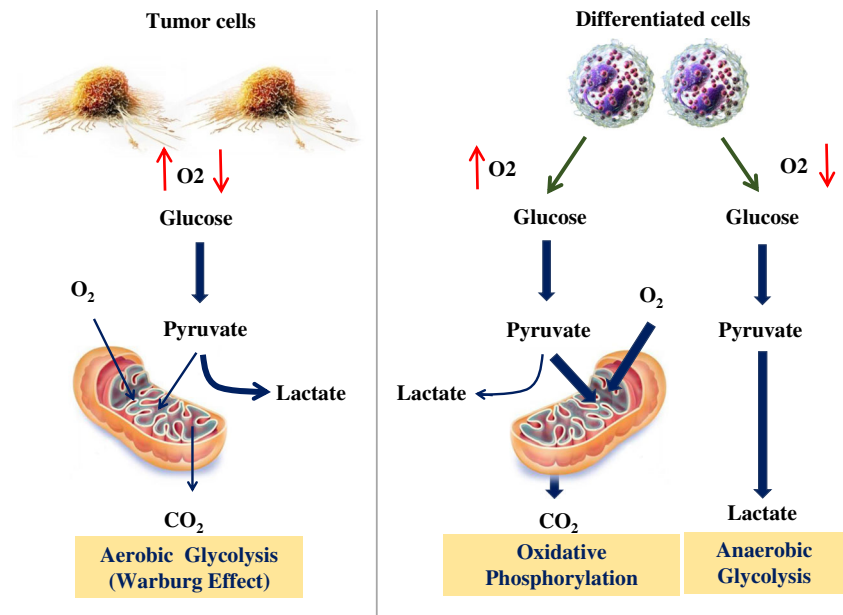 Tumor cells
O2
Glucose
O₂
Pyruvate
Lactate
CO₂
Aerobic Glycolysis
(Warburg Effect)
Differentiated cells
O2
O2
Glucose
Glucose
O₂
Pyruvate
Pyruvate
Lactate
CO₂
Lactate
Oxidative
Phosphorylation
Anaerobic
Glycolysis